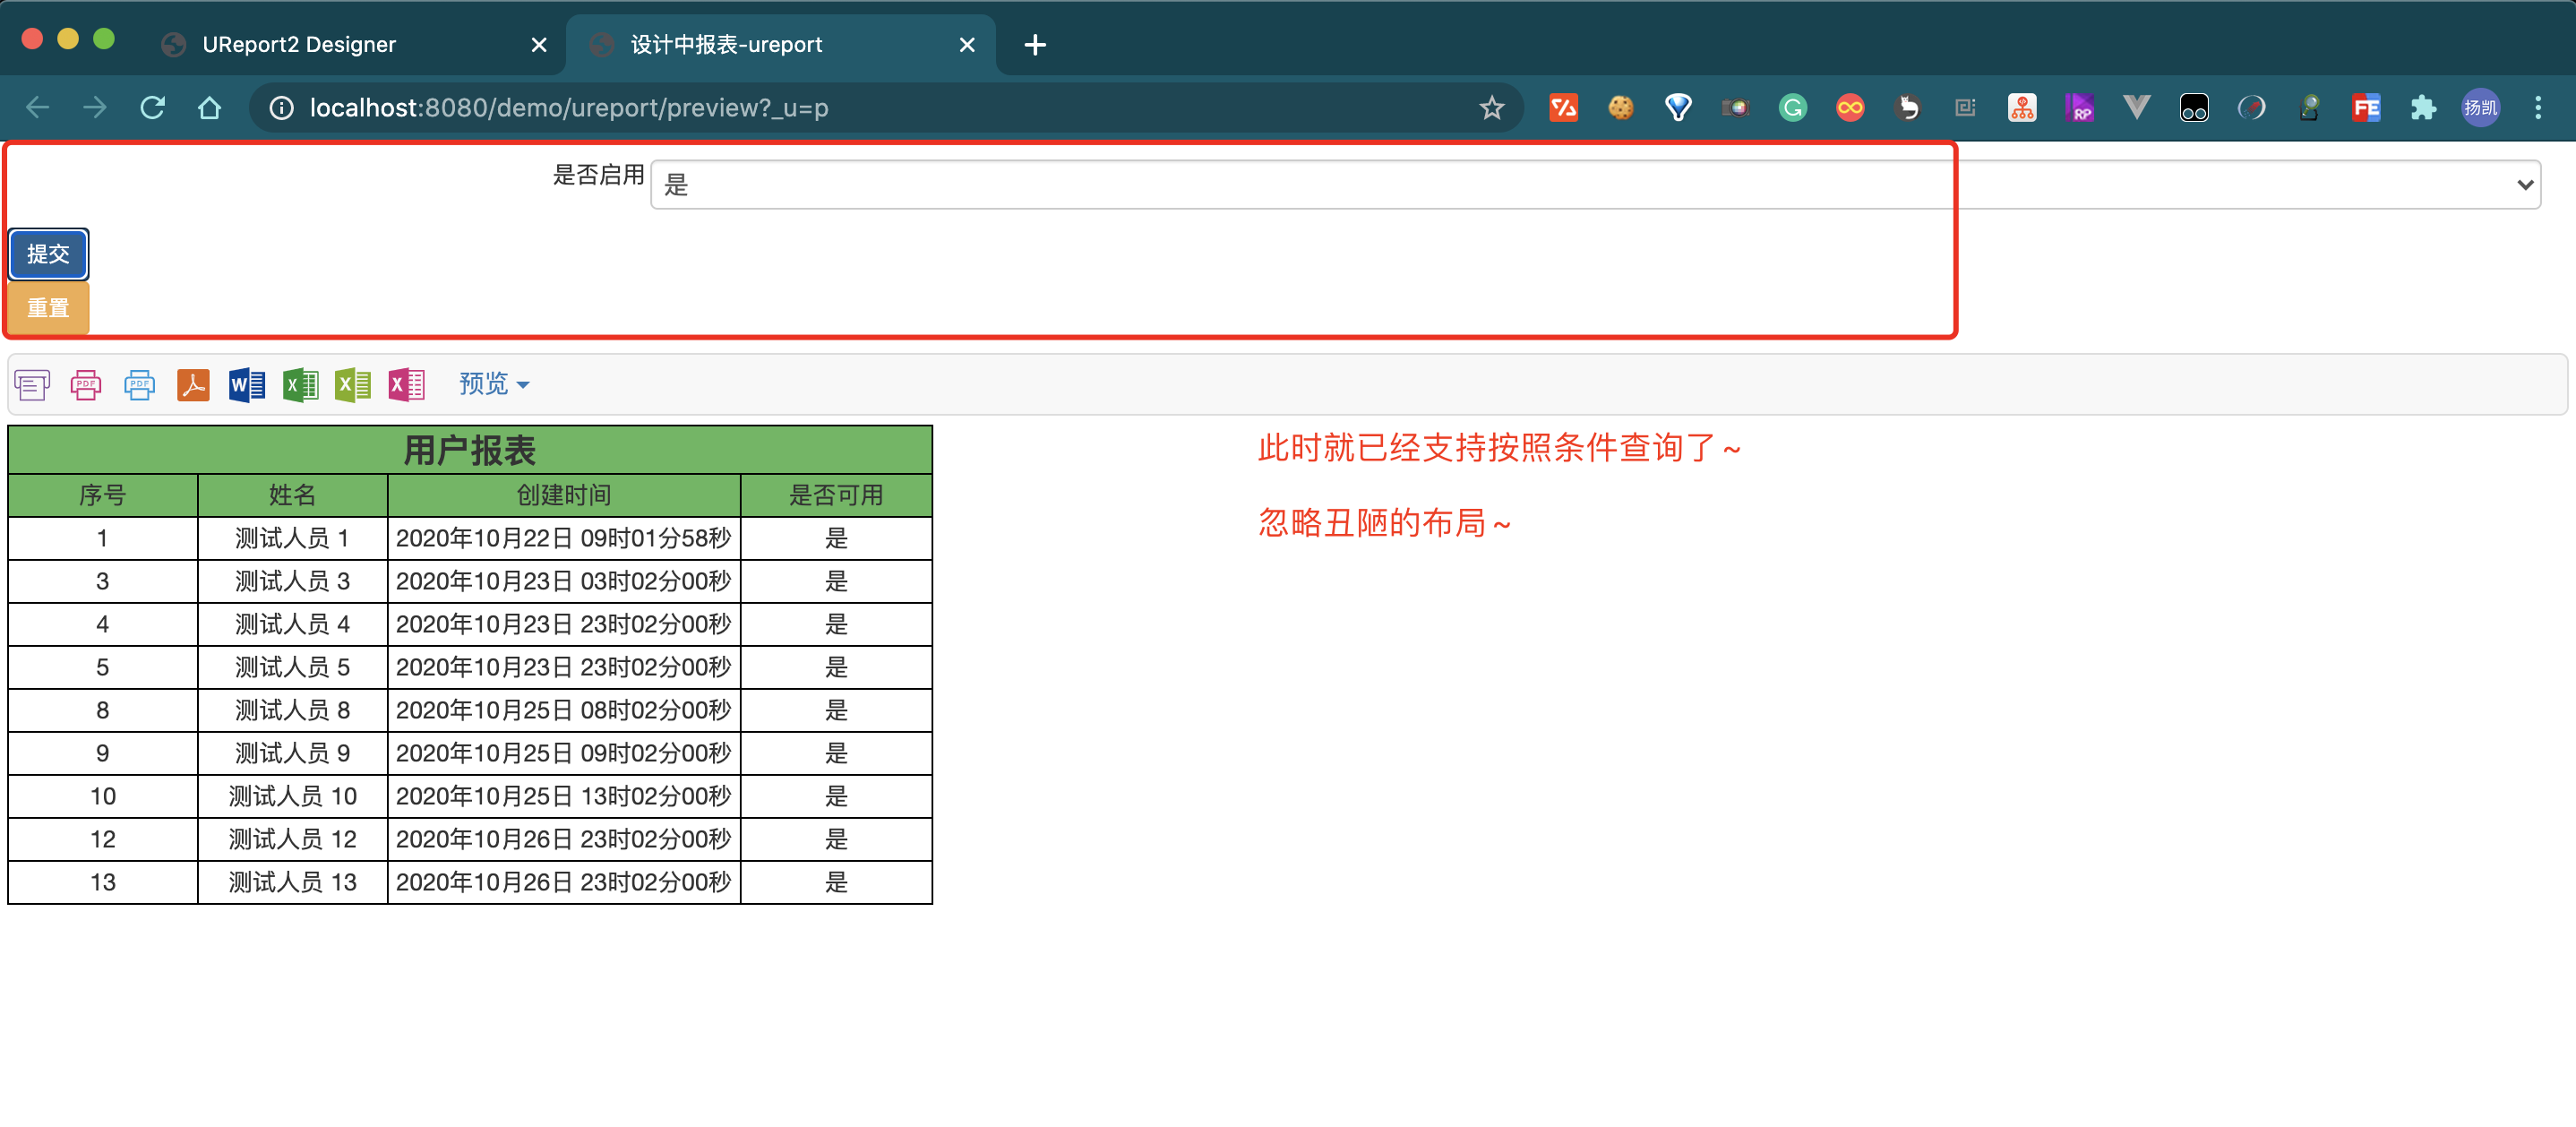 UReport2 Designer
设计中报表-ureport
localhost:8080/demo/ureport/preview?_u=p
扬凯
是否启用 是
提交
重置
预览
用户报表
序号 姓名 创建时间 是否可用
1 测试人员 1 2020年10月22日 09时01分58秒 是
3 测试人员 3 2020年10月23日 03时02分00秒 是
4 测试人员 4 2020年10月23日 23时02分00秒 是
5 测试人员 5 2020年10月23日 23时02分00秒 是
8 测试人员 8 2020年10月25日 08时02分00秒 是
9 测试人员 9 2020年10月25日 09时02分00秒 是
10 测试人员 10 2020年10月25日 13时02分00秒 是
12 测试人员 12 2020年10月26日 23时02分00秒 是
13 测试人员 13 2020年10月26日 23时02分00秒 是
此时就已经支持按照条件查询了~
忽略丑陋的布局~